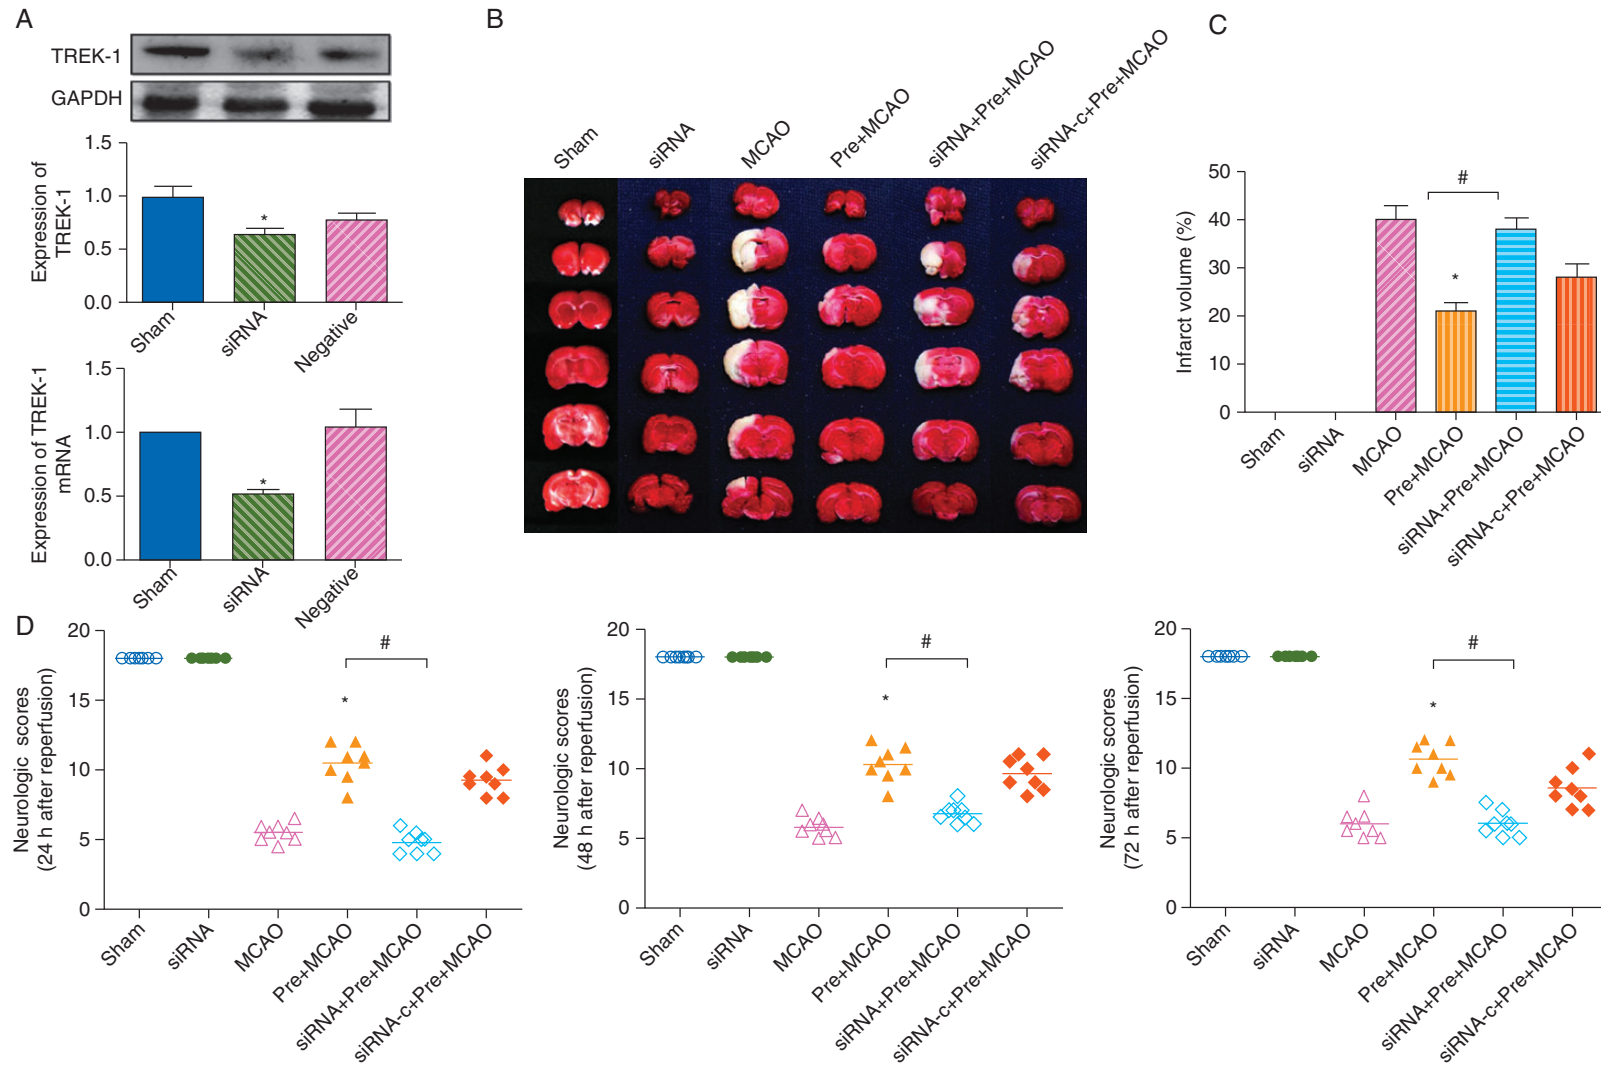 A
TREK-1
GAPDH
Expression of
TREK-1
1.5
1.0
0.5
0.0
*
Sham
siRNA
Negative
Expression of TREK-1
mRNA
1.5
1.0
0.5
0.0
*
Sham
siRNA
Negative
B
Sham
siRNA
MCAO
Pre+MCAO
siRNA+Pre+MCAO
siRNA-c+Pre+MCAO
C
Infarct volume (%)
50
40
30
20
10
0
#
*
Sham
siRNA
MCAO
Pre+MCAO
siRNA+Pre+MCAO
siRNA-c+Pre+MCAO
D
Neurologic scores
(24 h after reperfusion)
20
15
10
5
0
#
*
Sham
siRNA
MCAO
Pre+MCAO
siRNA+Pre+MCAO
siRNA-c+Pre+MCAO
Neurologic scores
(48 h after reperfusion)
20
15
10
5
0
#
*
Sham
siRNA
MCAO
Pre+MCAO
siRNA+Pre+MCAO
siRNA-c+Pre+MCAO
Neurologic scores
(72 h after reperfusion)
20
15
10
5
0
#
*
Sham
siRNA
MCAO
Pre+MCAO
siRNA+Pre+MCAO
siRNA-c+Pre+MCAO